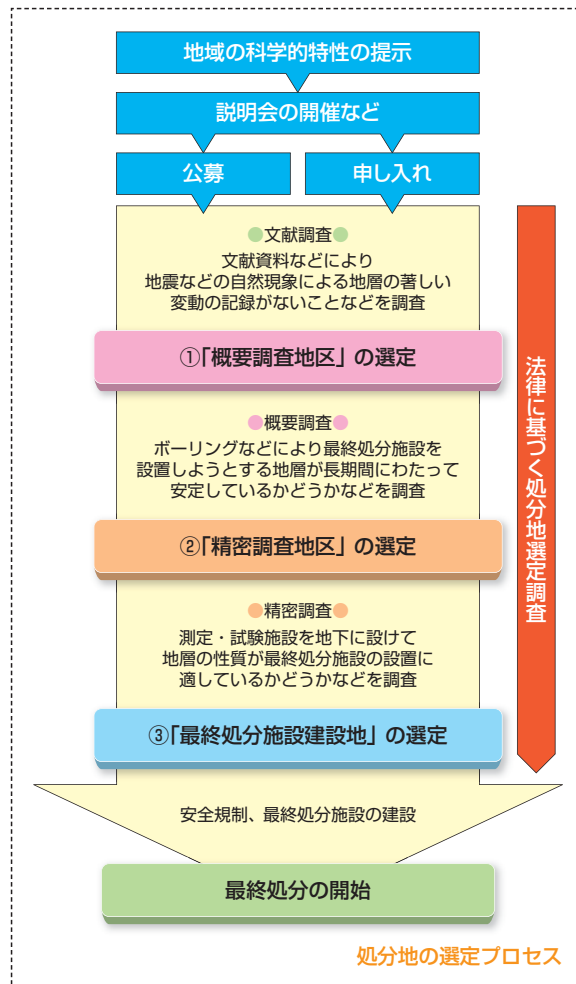 地域の科学的特性の提示
説明会の開催など
公募
申し入れ
●文献調査●
文献資料などにより
地震などの自然現象による地層の著しい
変動の記録がないことなどを調査
①「概要調査地区」の選定
●概要調査●
ボーリングなどにより最終処分施設を
設置しようとする地層が長期間にわたって
安定しているかどうかなどを調査
②「精密調査地区」の選定
●精密調査●
測定・試験施設を地下に設けて
地層の性質が最終処分施設の設置に
適しているかどうかなどを調査
③「最終処分施設建設地」の選定
法律に基づく処分地選定調査
安全規制、最終処分施設の建設
最終処分の開始
処分地の選定プロセス